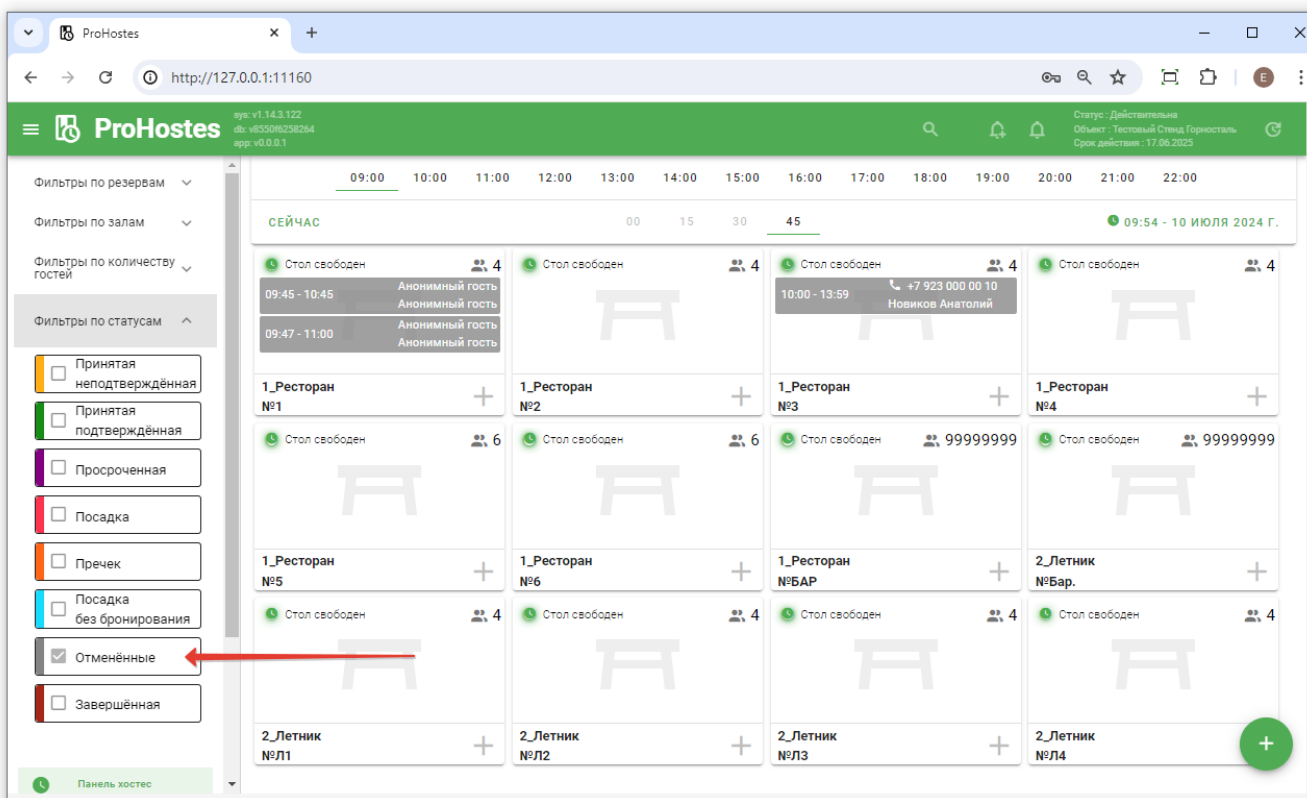 ProHostes
http://127.0.0.1:11160
E
ProHostes
sys: v1.14.3.122
db: v8550f6258264
app: v0.0.0.1
Статус : Действительна
Объект : Тестовый Стенд Горносталь
Срок действия : 17.06.2025
Фильтры по резервам
Фильтры по залам
Фильтры по количеству
гостей
Фильтры по статусам
Принятая
неподтверждённая
Принятая
подтверждённая
Просроченная
Посадка
Пречек
Посадка
без бронирования
Отменённые
Завершённая
Панель хостес
09:00 10:00 11:00 12:00 13:00 14:00 15:00 16:00 17:00 18:00 19:00 20:00 21:00 22:00
СЕЙЧАС 00 15 30 45 09:54 - 10 ИЮЛЯ 2024 Г.
Стол свободен 4
09:45 - 10:45 Анонимный гость
Анонимный гость
09:47 - 11:00 Анонимный гость
Анонимный гость
1_Ресторан
№1
Стол свободен 4
1_Ресторан
№2
Стол свободен 4
10:00 - 13:59 +7 923 000 00 10
Новиков Анатолий
1_Ресторан
№3
Стол свободен 4
1_Ресторан
№4
Стол свободен 6
1_Ресторан
№5
Стол свободен 6
1_Ресторан
№6
Стол свободен 99999999
1_Ресторан
№БАР
Стол свободен 99999999
2_Летник
№Бар.
Стол свободен 4
2_Летник
№Л1
Стол свободен 4
2_Летник
№Л2
Стол свободен 4
2_Летник
№Л3
Стол свободен 4
2_Летник
№Л4